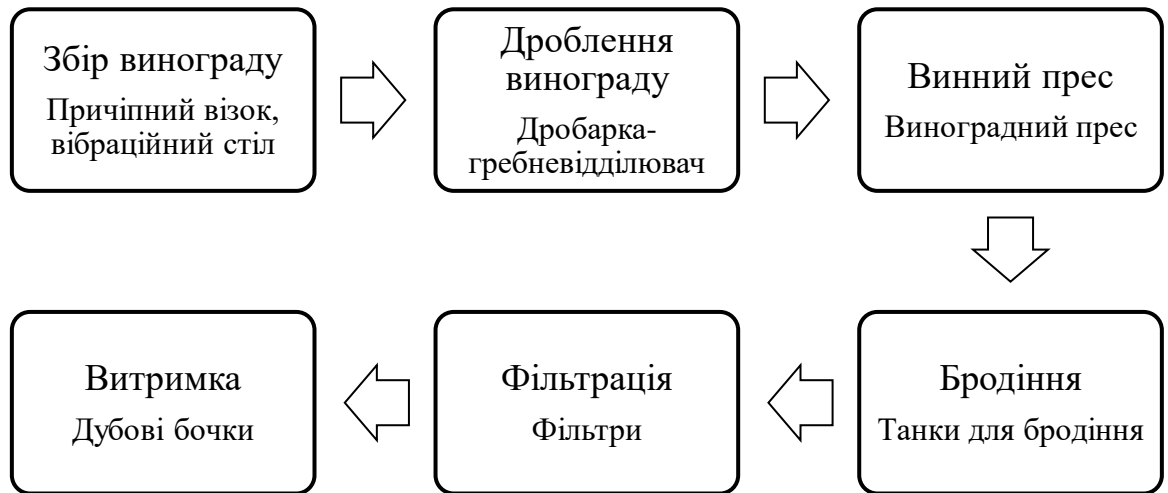 Збір винограду
Причіпний візок,
вібраційний стіл
Дроблення
винограду
Дробарка-
гребневідділювач
Винний прес
Виноградний прес
Бродіння
Танки для бродіння
Фільтрація
Фільтри
Витримка
Дубові бочки